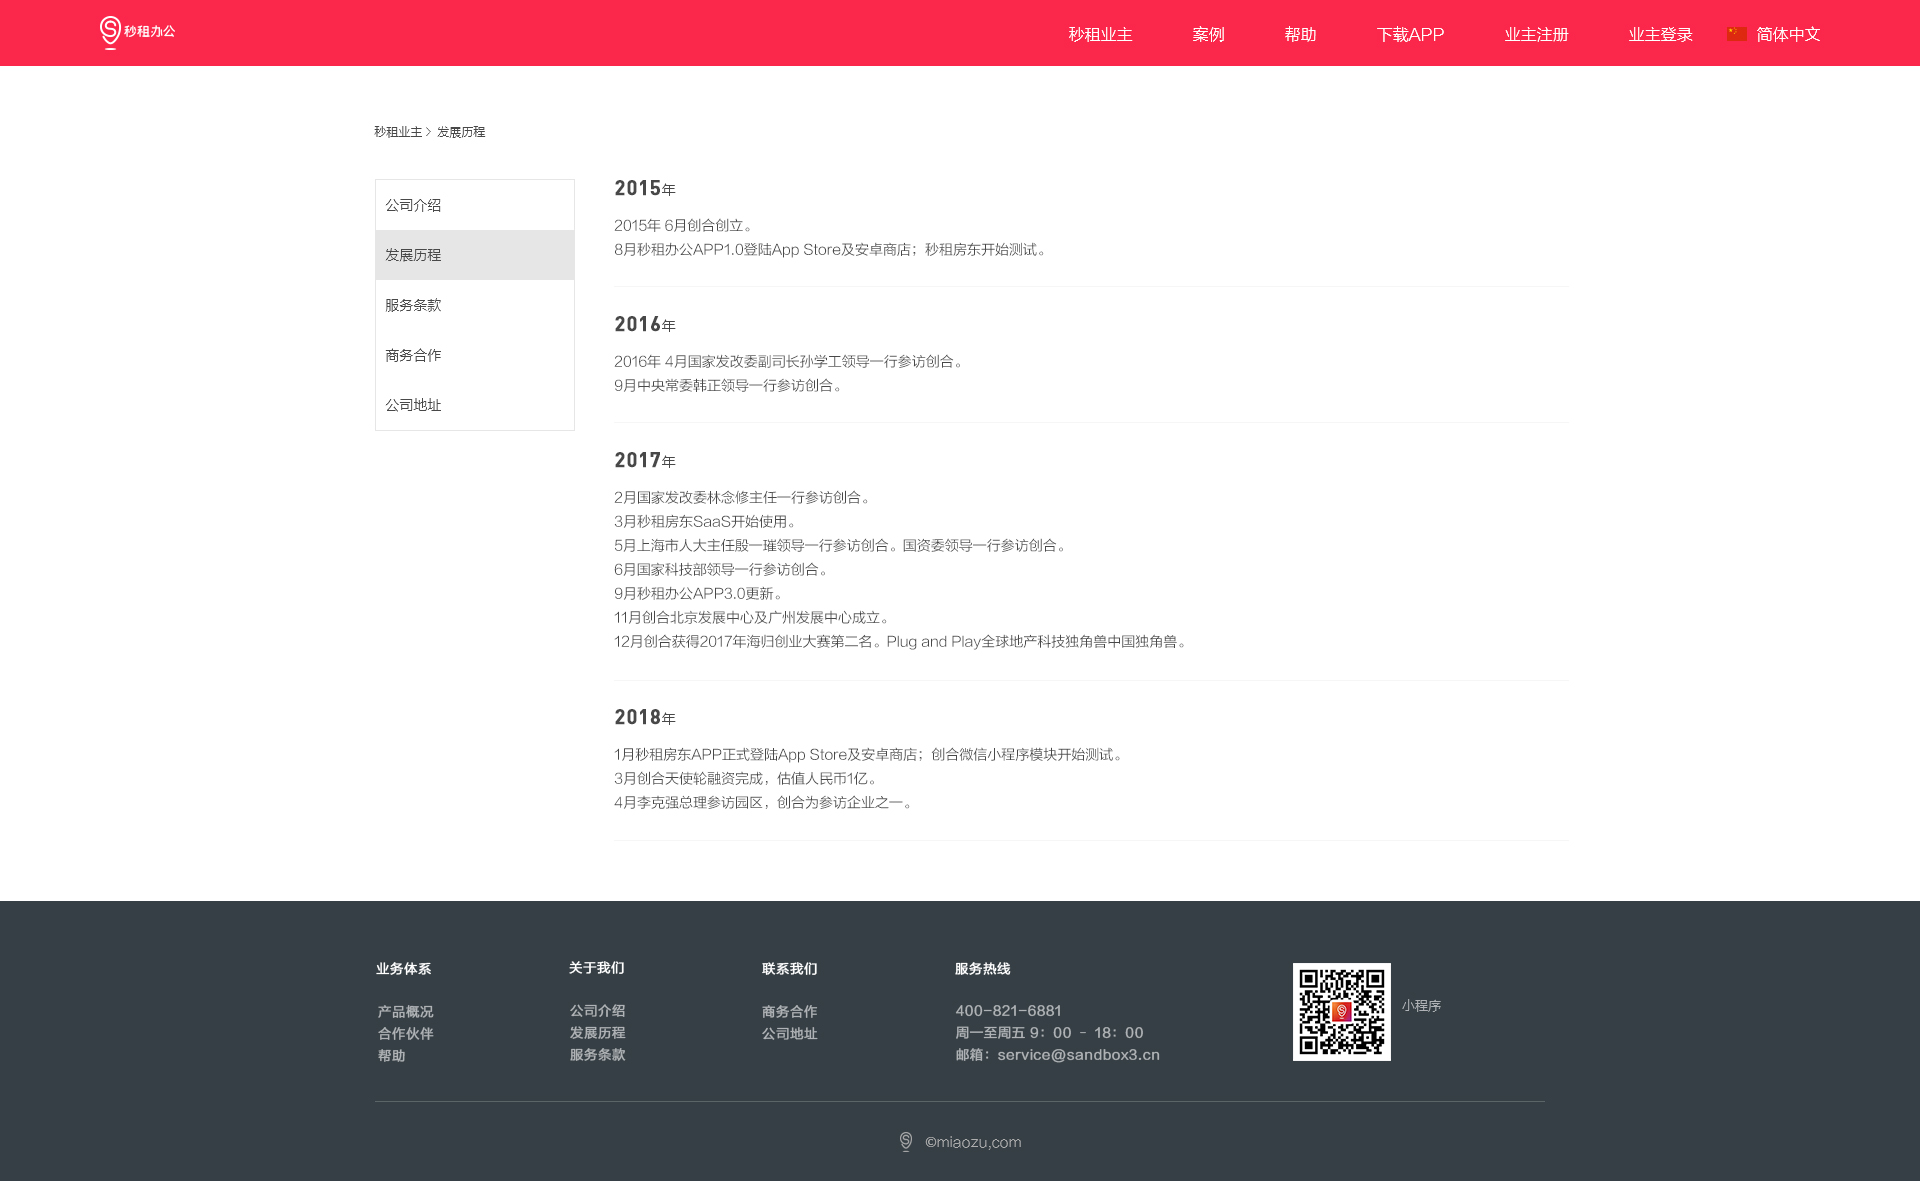 秒租办公
秒租业主 案例 帮助 下载APP 业主注册 业主登录 简体中文
秒租业主 > 发展历程
公司介绍
发展历程
服务条款
商务合作
公司地址
2015年
2015年 6月创合创立。
8月秒租办公APP1.0登陆App Store及安卓商店；秒租房东开始测试。
2016年
2016年 4月国家发改委副司长孙学工领导一行参访创合。
9月中央常委韩正领导一行参访创合。
2017年
2月国家发改委林念修主任一行参访创合。
3月秒租房东SaaS开始使用。
5月上海市人大主任殷一璀领导一行参访创合。国资委领导一行参访创合。
6月国家科技部领导一行参访创合。
9月秒租办公APP3.0更新。
11月创合北京发展中心及广州发展中心成立。
12月创合获得2017年海归创业大赛第二名。Plug and Play全球地产科技独角兽中国独角兽。
2018年
1月秒租房东APP正式登陆App Store及安卓商店；创合微信小程序模块开始测试。
3月创合天使轮融资完成，估值人民币1亿。
4月李克强总理参访园区，创合为参访企业之一。
业务体系
产品概况
合作伙伴
帮助
关于我们
公司介绍
发展历程
服务条款
联系我们
商务合作
公司地址
服务热线
400-821-6881
周一至周五 9：00 - 18：00
邮箱：service@sandbox3.cn
小程序
©miaozu,com